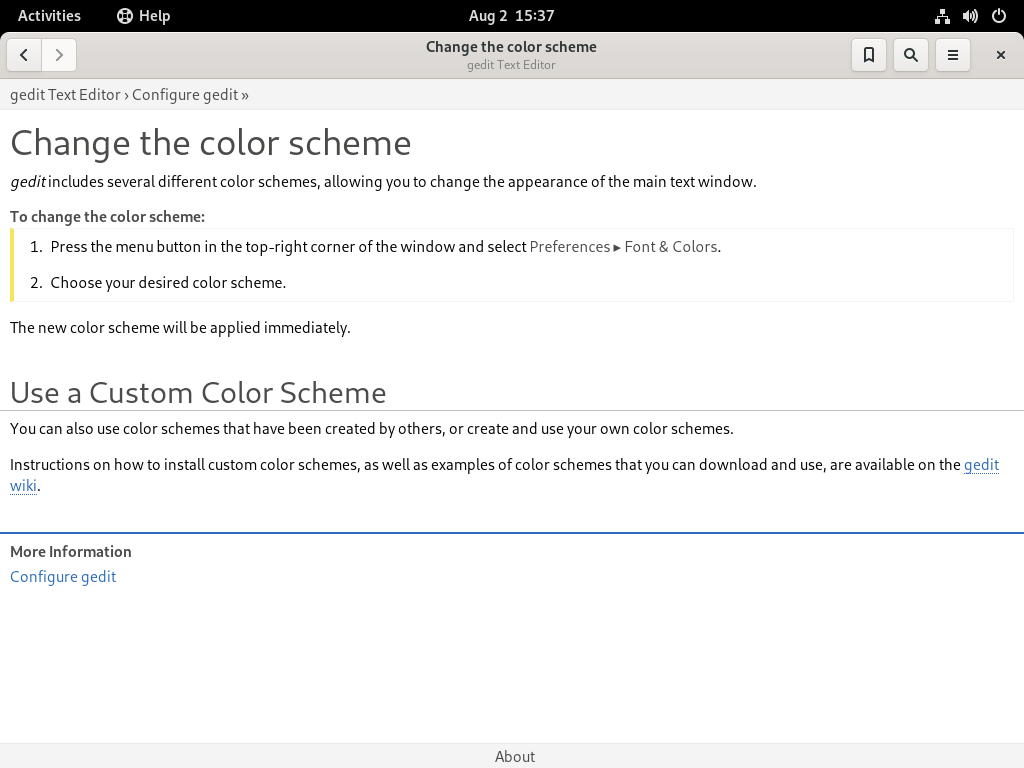 Activities Help Aug 2 15:37
Change the color scheme
gedit Text Editor
gedit Text Editor › Configure gedit »
Change the color scheme
gedit includes several different color schemes, allowing you to change the appearance of the main text window.
To change the color scheme:
1. Press the menu button in the top-right corner of the window and select Preferences ▸ Font & Colors.
2. Choose your desired color scheme.
The new color scheme will be applied immediately.
Use a Custom Color Scheme
You can also use color schemes that have been created by others, or create and use your own color schemes.
Instructions on how to install custom color schemes, as well as examples of color schemes that you can download and use, are available on the gedit
wiki.
More Information
Configure gedit
About